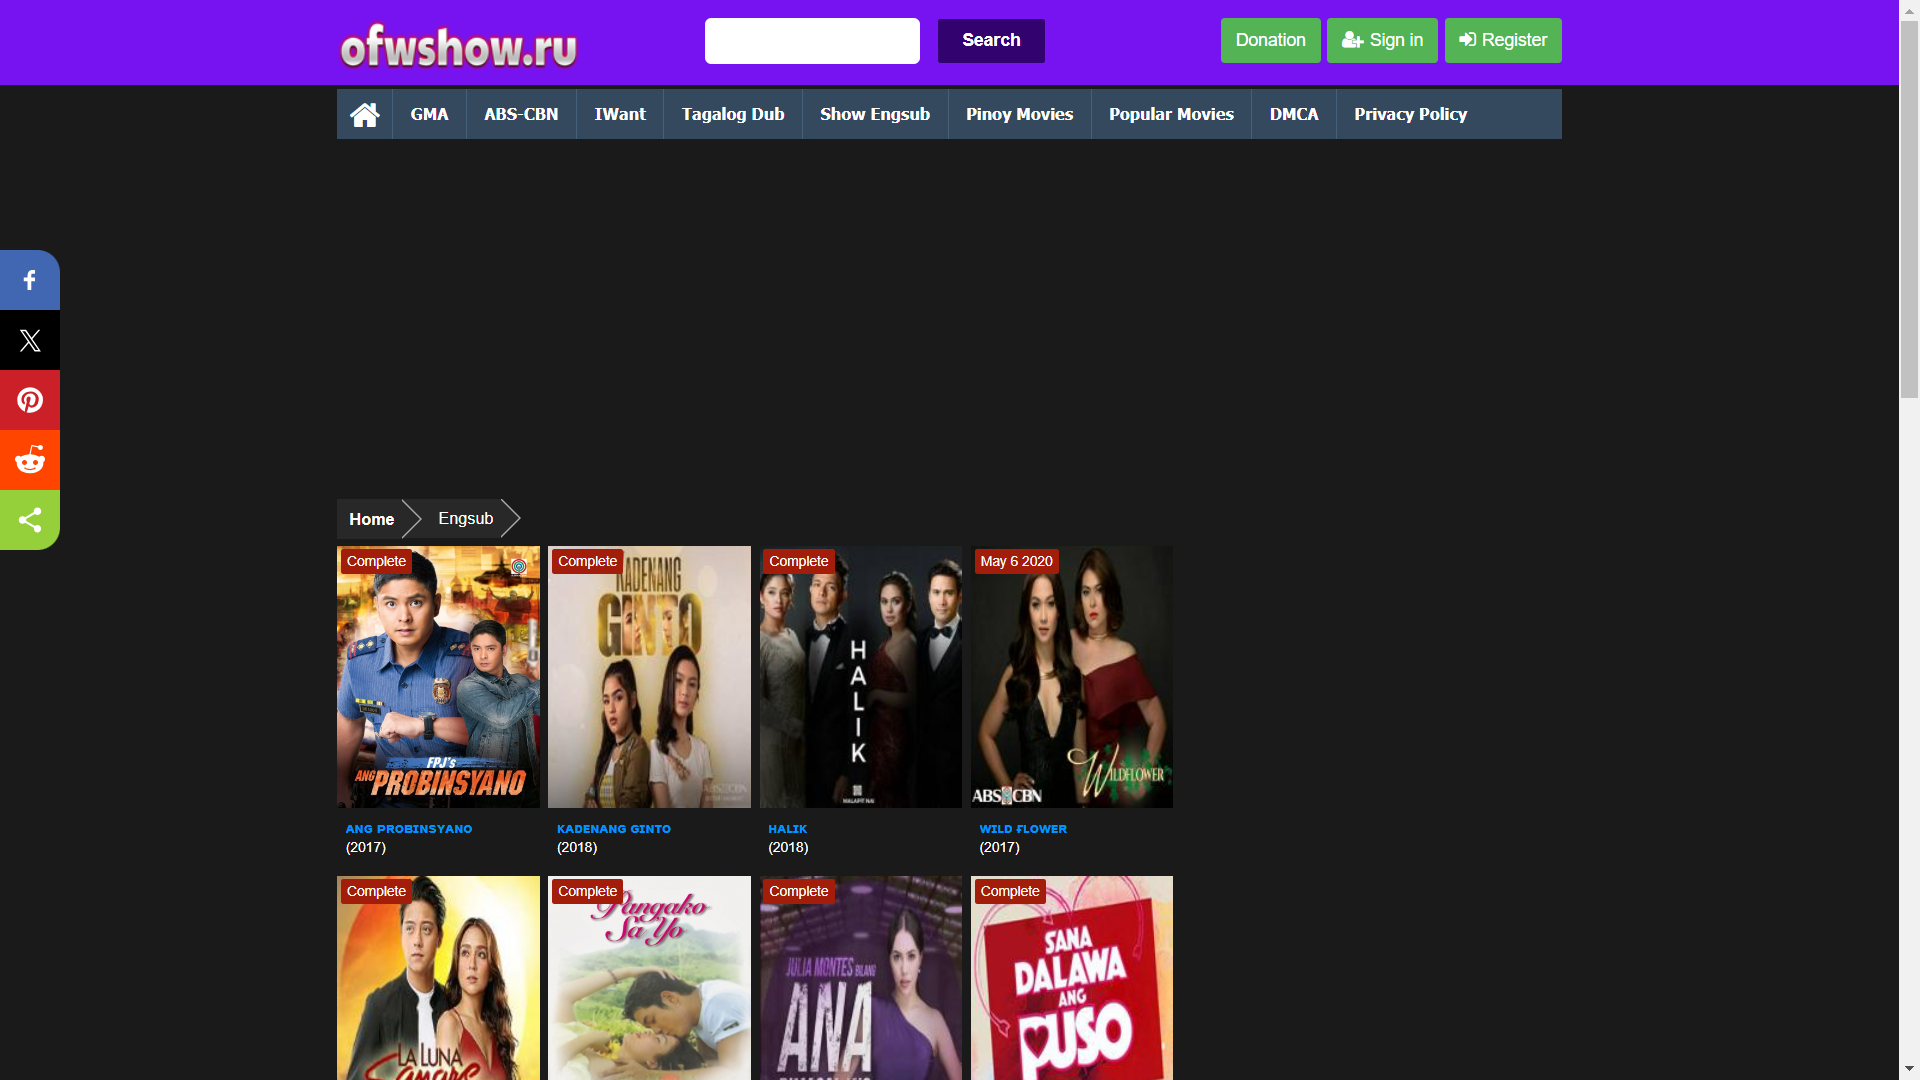 ofwshow.ru
Search
Donation
Sign in
Register
GMA
ABS-CBN
IWant
Tagalog Dub
Show Engsub
Pinoy Movies
Popular Movies
DMCA
Privacy Policy
Home
Engsub
Complete
FPJ's
ANG PROBINSYANO
ANG PROBINSYANO
(2017)
Complete
KADENANG
GINTO
KADENANG GINTO
(2018)
Complete
HALIK
MALAPIT NA!
HALIK
(2018)
May 6 2020
WILDFLOWER
ABS-CBN
WILD FLOWER
(2017)
Complete
LA LUNA
Sangre
Complete
Pangako
Sa Yo
Complete
JULIA MONTES BILANG
ANA
Complete
SANA
DALAWA
ANG
PUSO